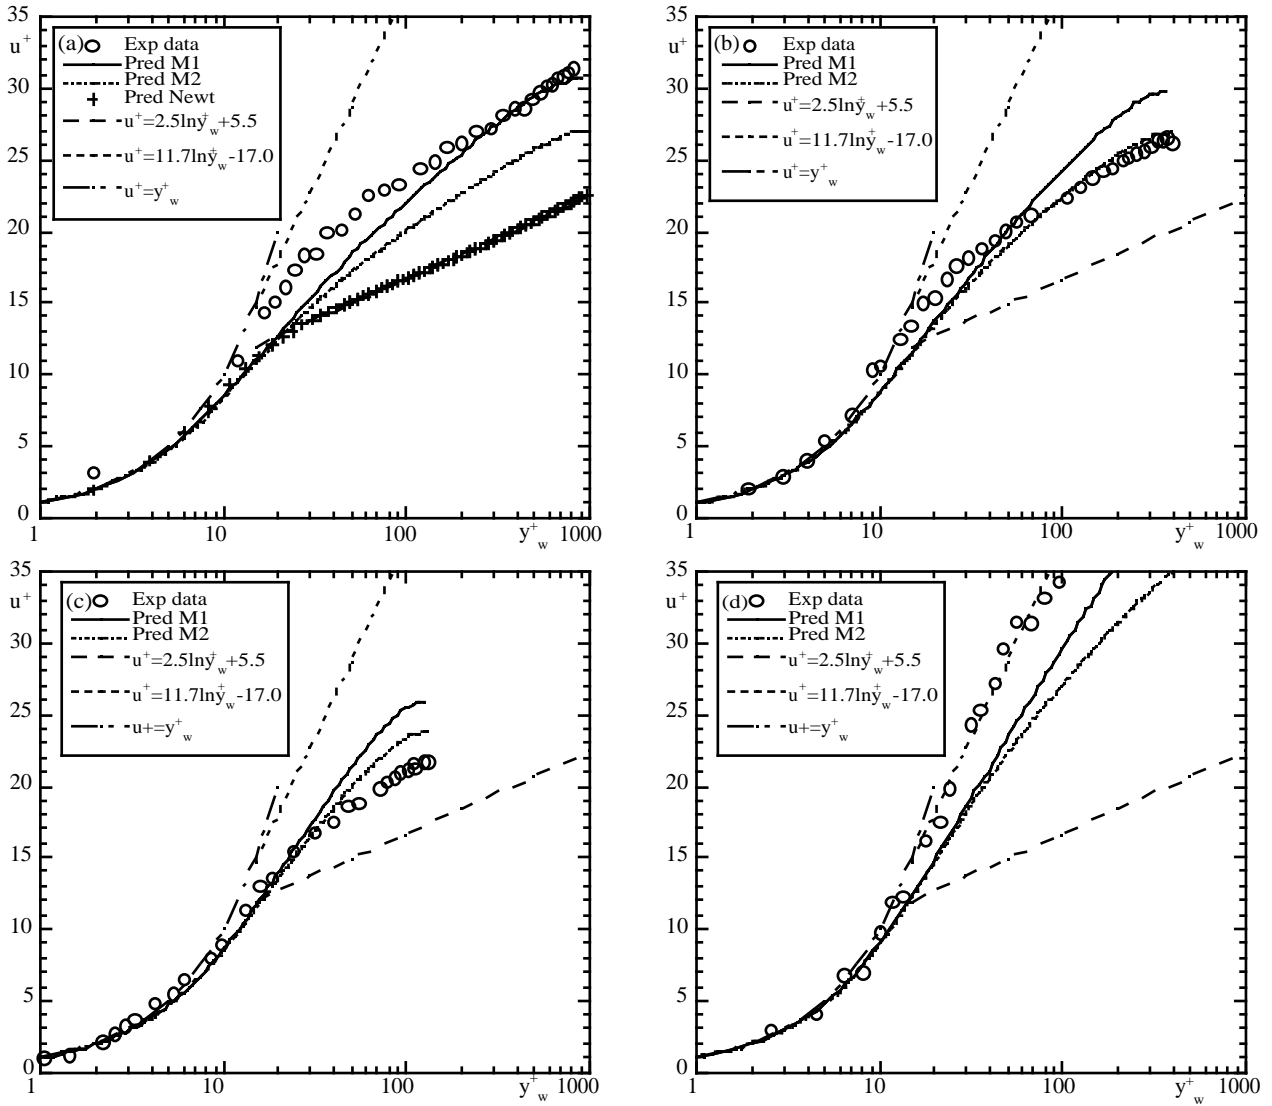 35
u⁺
30
25
20
15
10
5
0
(a) Exp data
Pred M1
Pred M2
Pred Newt
u⁺=2.5lny⁺w+5.5
u⁺=11.7lny⁺w-17.0
u⁺=y⁺w
1 10 100 y⁺w 1000
35
u⁺
30
25
20
15
10
5
0
(b) Exp data
Pred M1
Pred M2
u⁺=2.5lny⁺w+5.5
u⁺=11.7lny⁺w-17.0
u⁺=y⁺w
1 10 100 y⁺w 1000
35
u⁺
30
25
20
15
10
5
0
(c) Exp data
Pred M1
Pred M2
u⁺=2.5lny⁺w+5.5
u⁺=11.7lny⁺w-17.0
u+=y⁺w
1 10 100 y⁺w 1000
35
u⁺
30
25
20
15
10
5
0
(d) Exp data
Pred M1
Pred M2
u⁺=2.5lny⁺w+5.5
u⁺=11.7lny⁺w-17.0
u+=y⁺w
1 10 100 y⁺w 1000